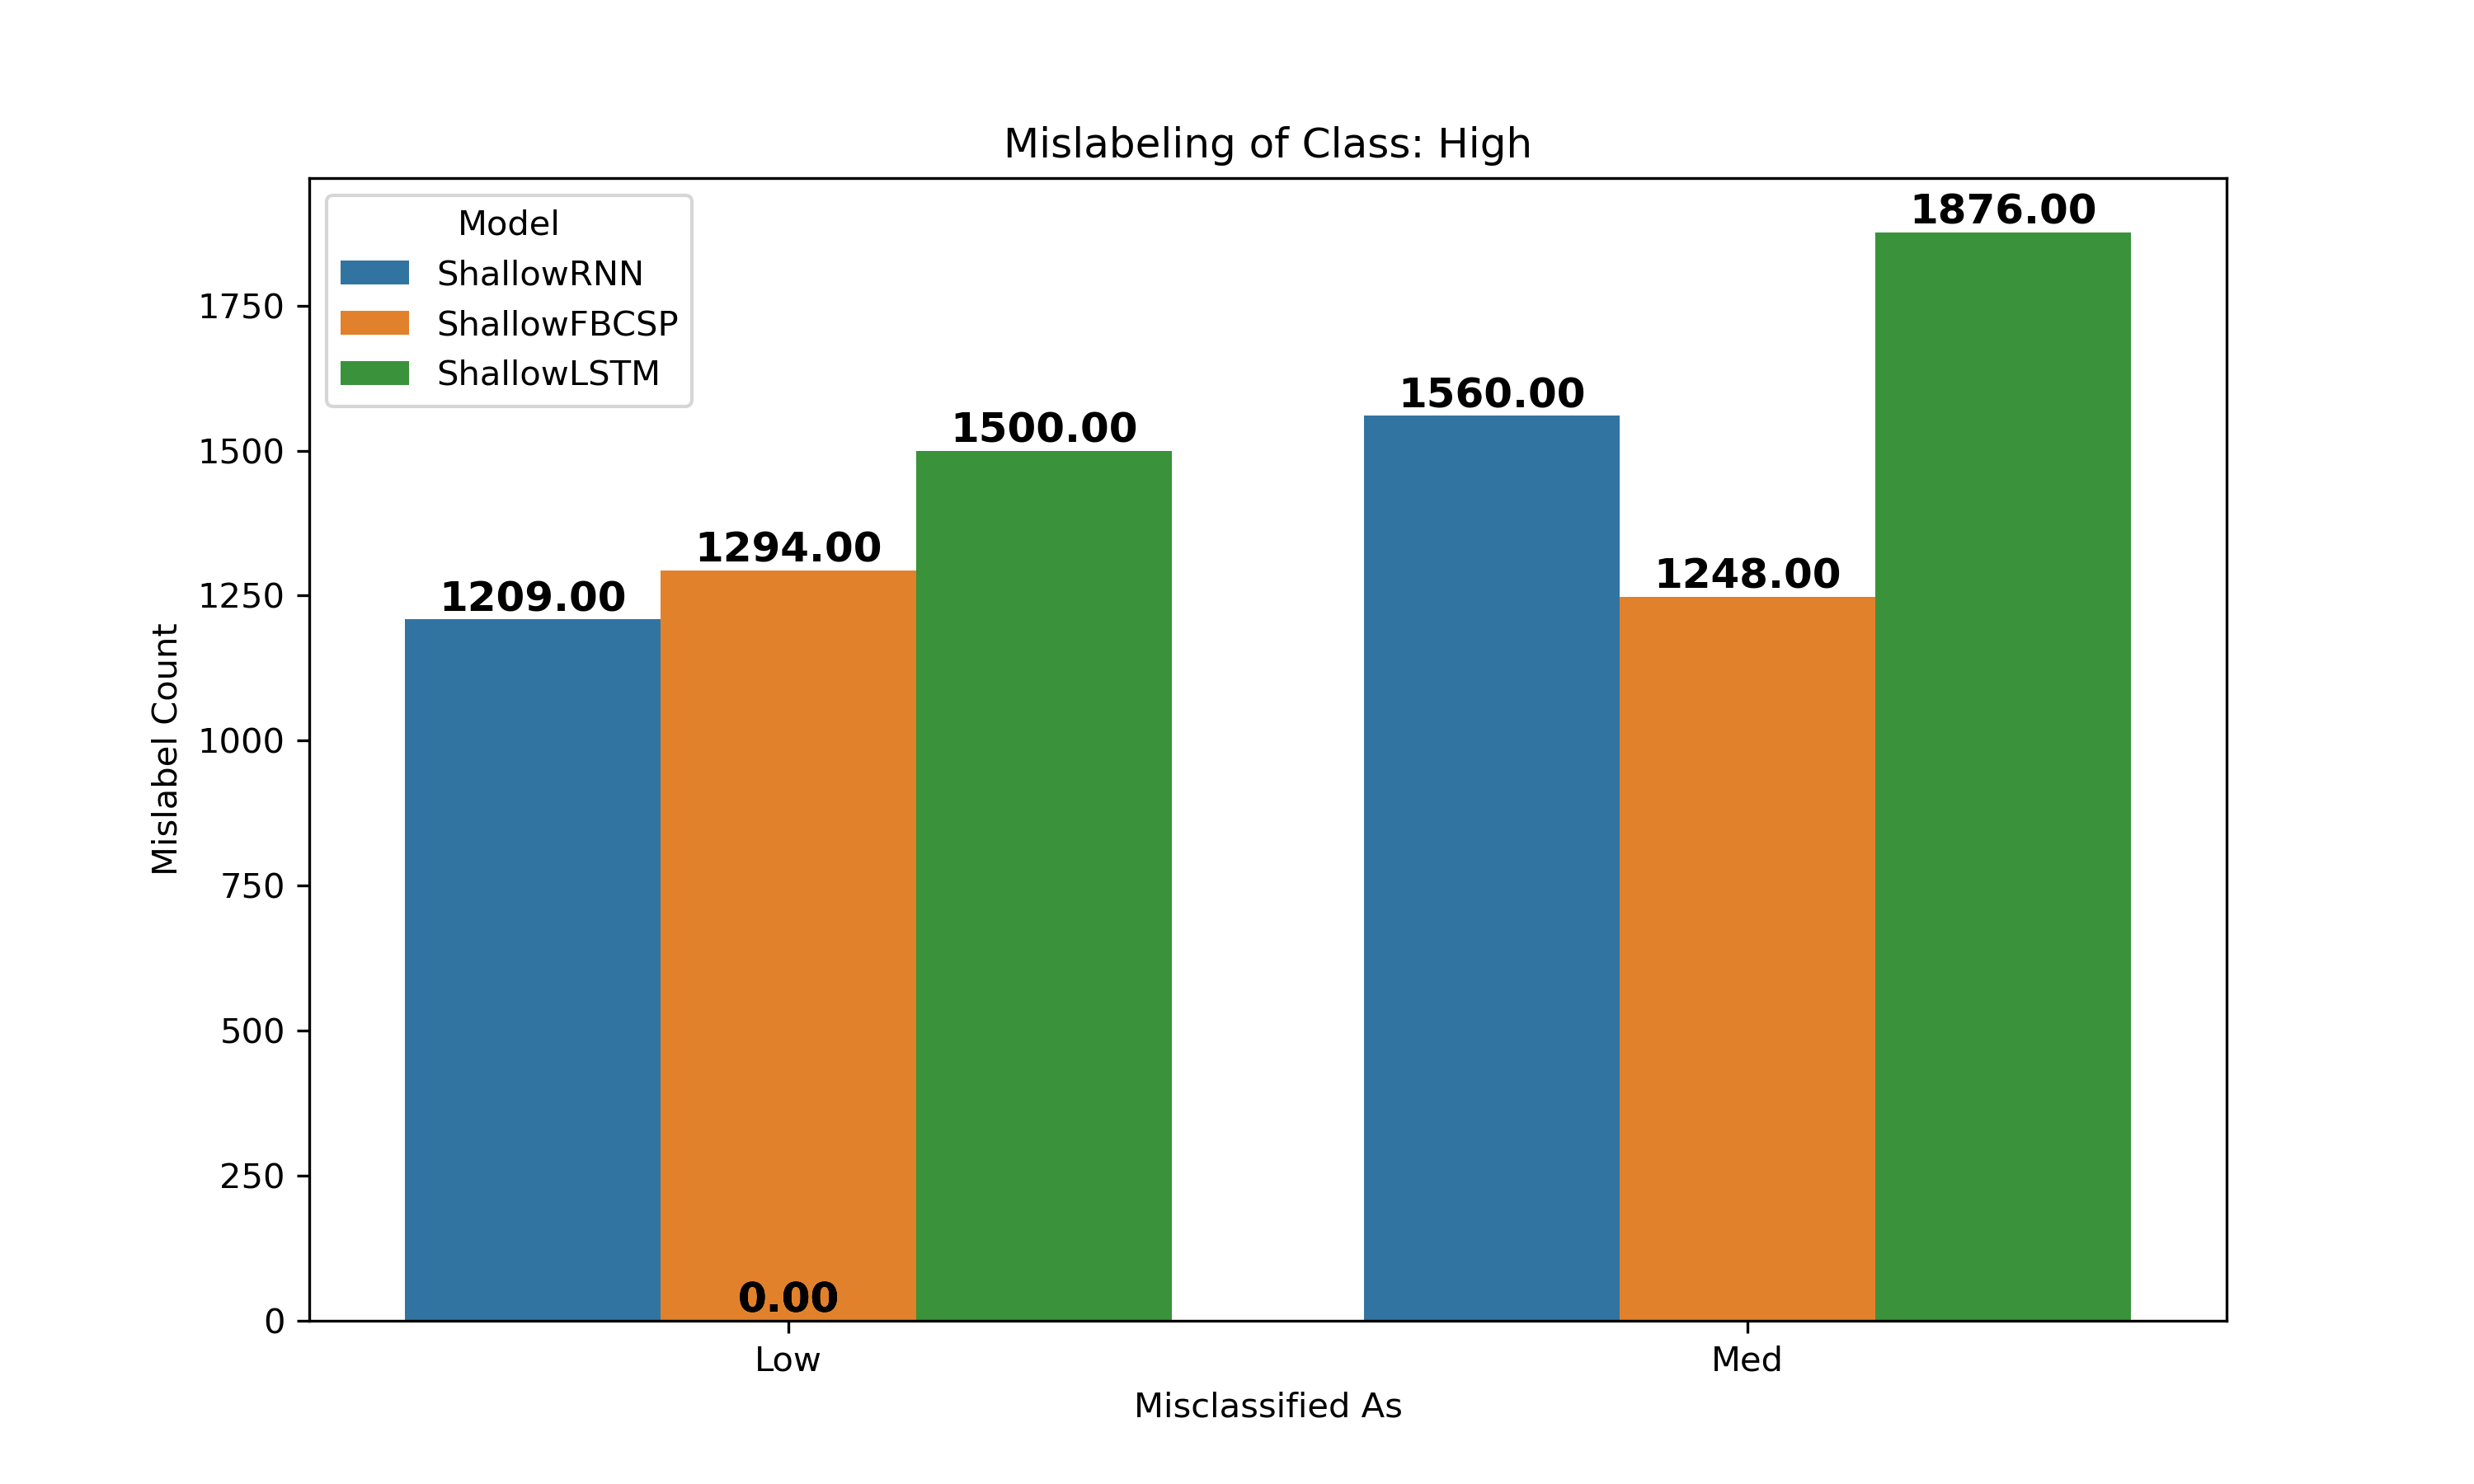 Mislabeling of Class: High
Model
ShallowRNN
ShallowFBCSP
ShallowLSTM
1876.00
1560.00
1500.00
1294.00
1248.00
1209.00
0.00
Mislabel Count
1750
1500
1250
1000
750
500
250
0
Low
Med
Misclassified As